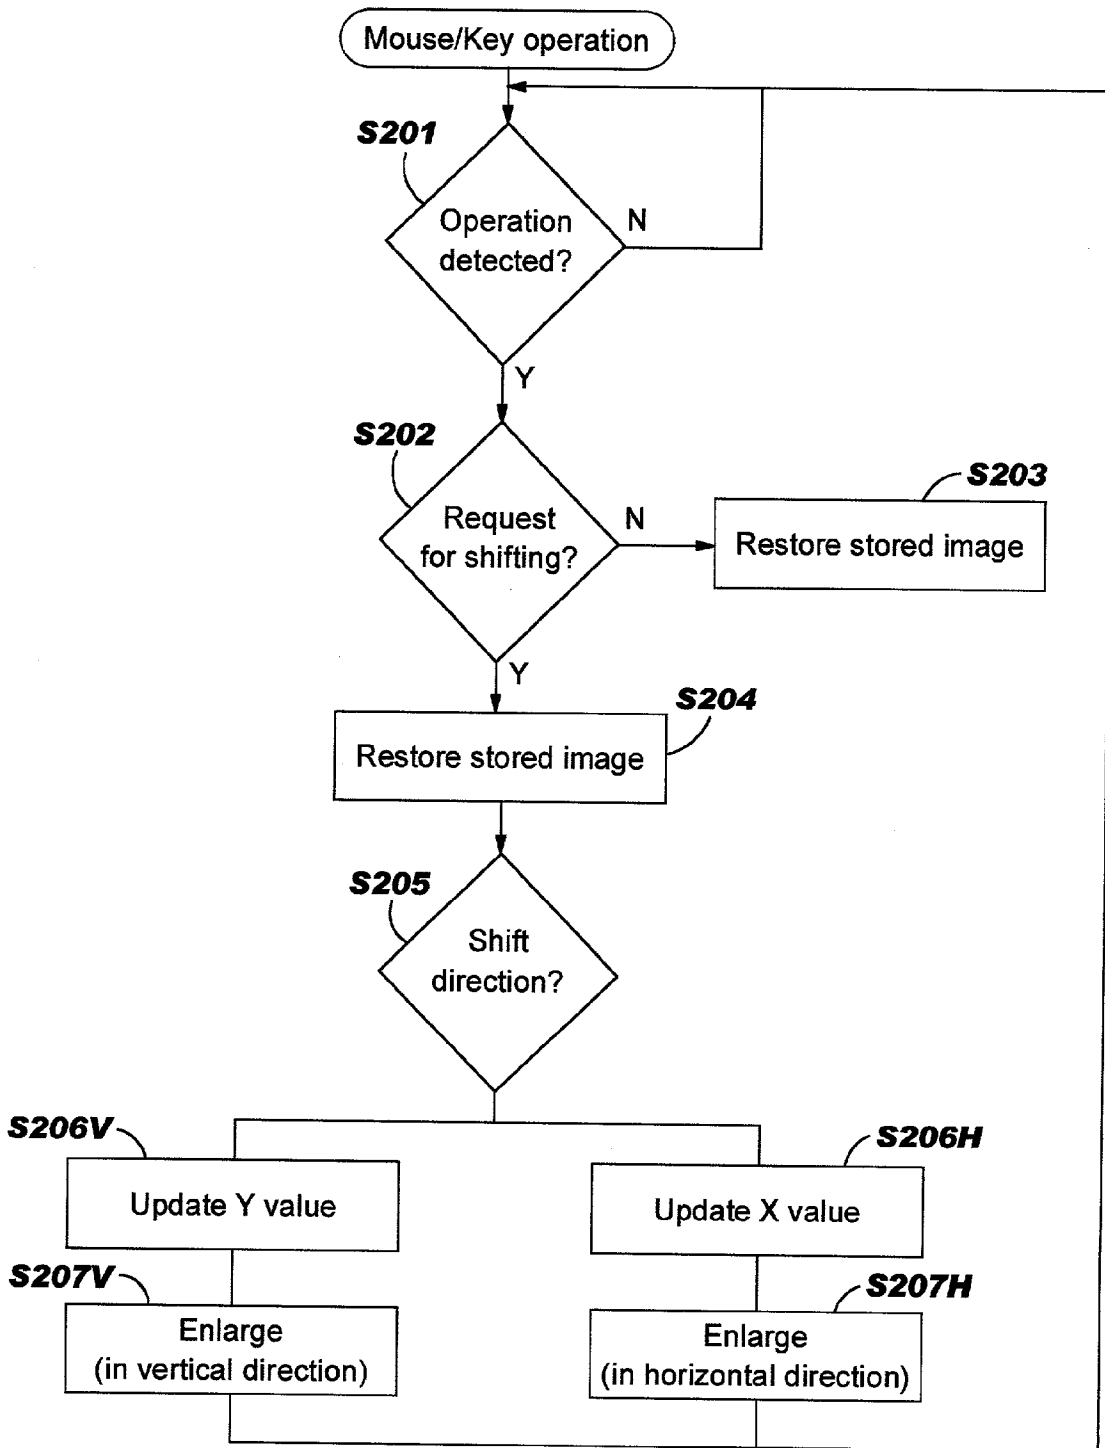 Mouse/Key operation
S201
Operation
detected?
N
Y
S202
Request
for shifting?
N
S203
Restore stored image
Y
S204
Restore stored image
S205
Shift
direction?
S206V
Update Y value
S206H
Update X value
S207V
Enlarge
(in vertical direction)
S207H
Enlarge
(in horizontal direction)